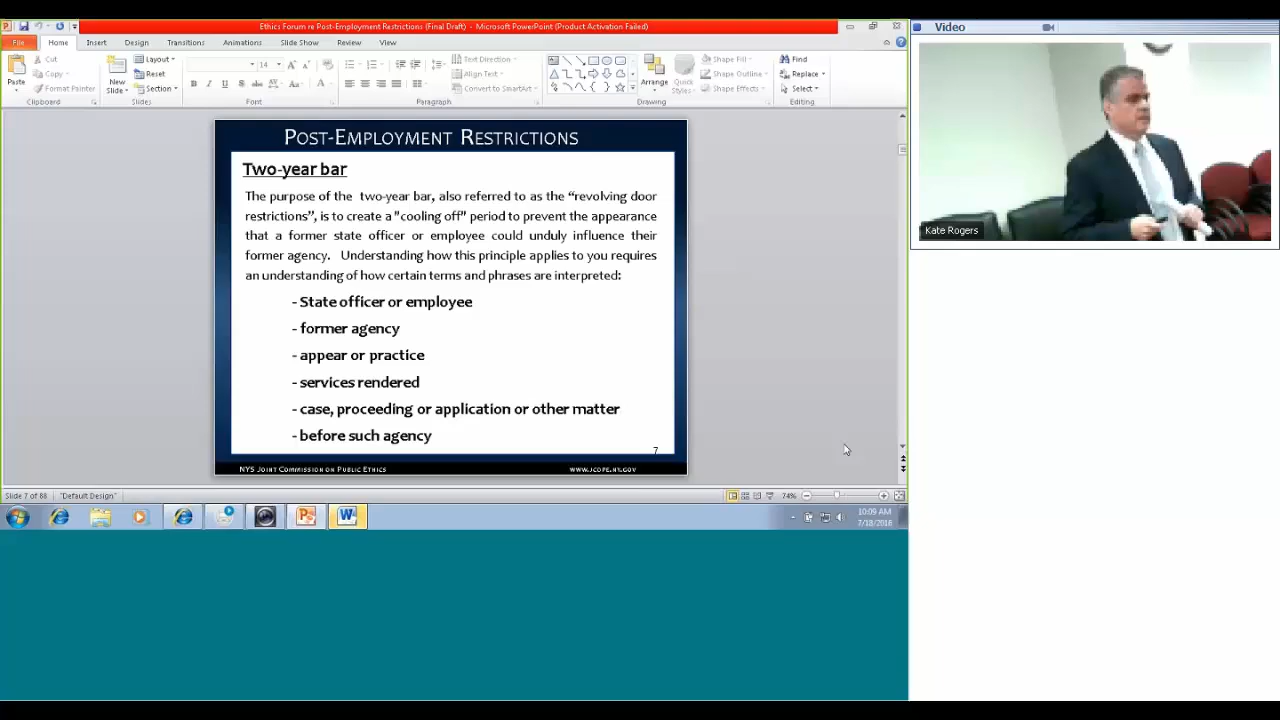 Ethics Forum re Post-Employment Restrictions (Final Draft) - Microsoft PowerPoint (Product Activation Failed)
Video
File Home Insert Design Transitions Animations Slide Show Review View
Cut
Copy
Format Painter
Paste
Clipboard
New
Slide
Layout
Reset
Section
Slides
14
B I U S abc AV Aa A
Font
Text Direction
Align Text
Convert to SmartArt
Paragraph
Arrange
Quick
Styles
Shape Fill
Shape Outline
Shape Effects
Drawing
Find
Replace
Select
Editing
POST-EMPLOYMENT RESTRICTIONS
Two-year bar
The purpose of the two-year bar, also referred to as the “revolving door
restrictions”, is to create a "cooling off" period to prevent the appearance
that a former state officer or employee could unduly influence their
former agency. Understanding how this principle applies to you requires
an understanding of how certain terms and phrases are interpreted:
- State officer or employee
- former agency
- appear or practice
- services rendered
- case, proceeding or application or other matter
- before such agency
7
NYS JOINT COMMISSION ON PUBLIC ETHICS WWW.JCOPE.NY.GOV
Kate Rogers
Slide 7 of 88 "Default Design" 74%
10:09 AM
7/18/2016